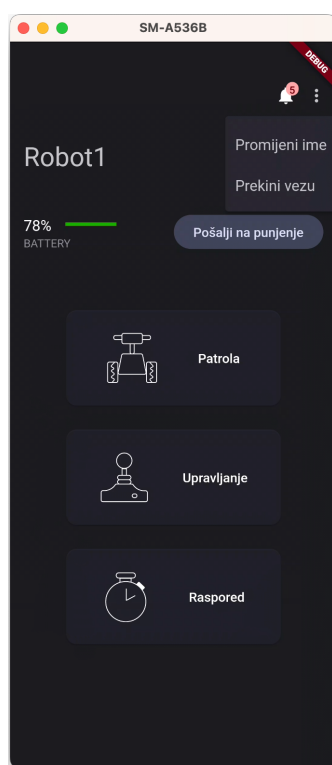 SM-A536B
DEBUG
5
Robot1
Promijeni ime
Prekini vezu
78%
BATTERY
Pošalji na punjenje
Patrola
Upravljanje
Raspored